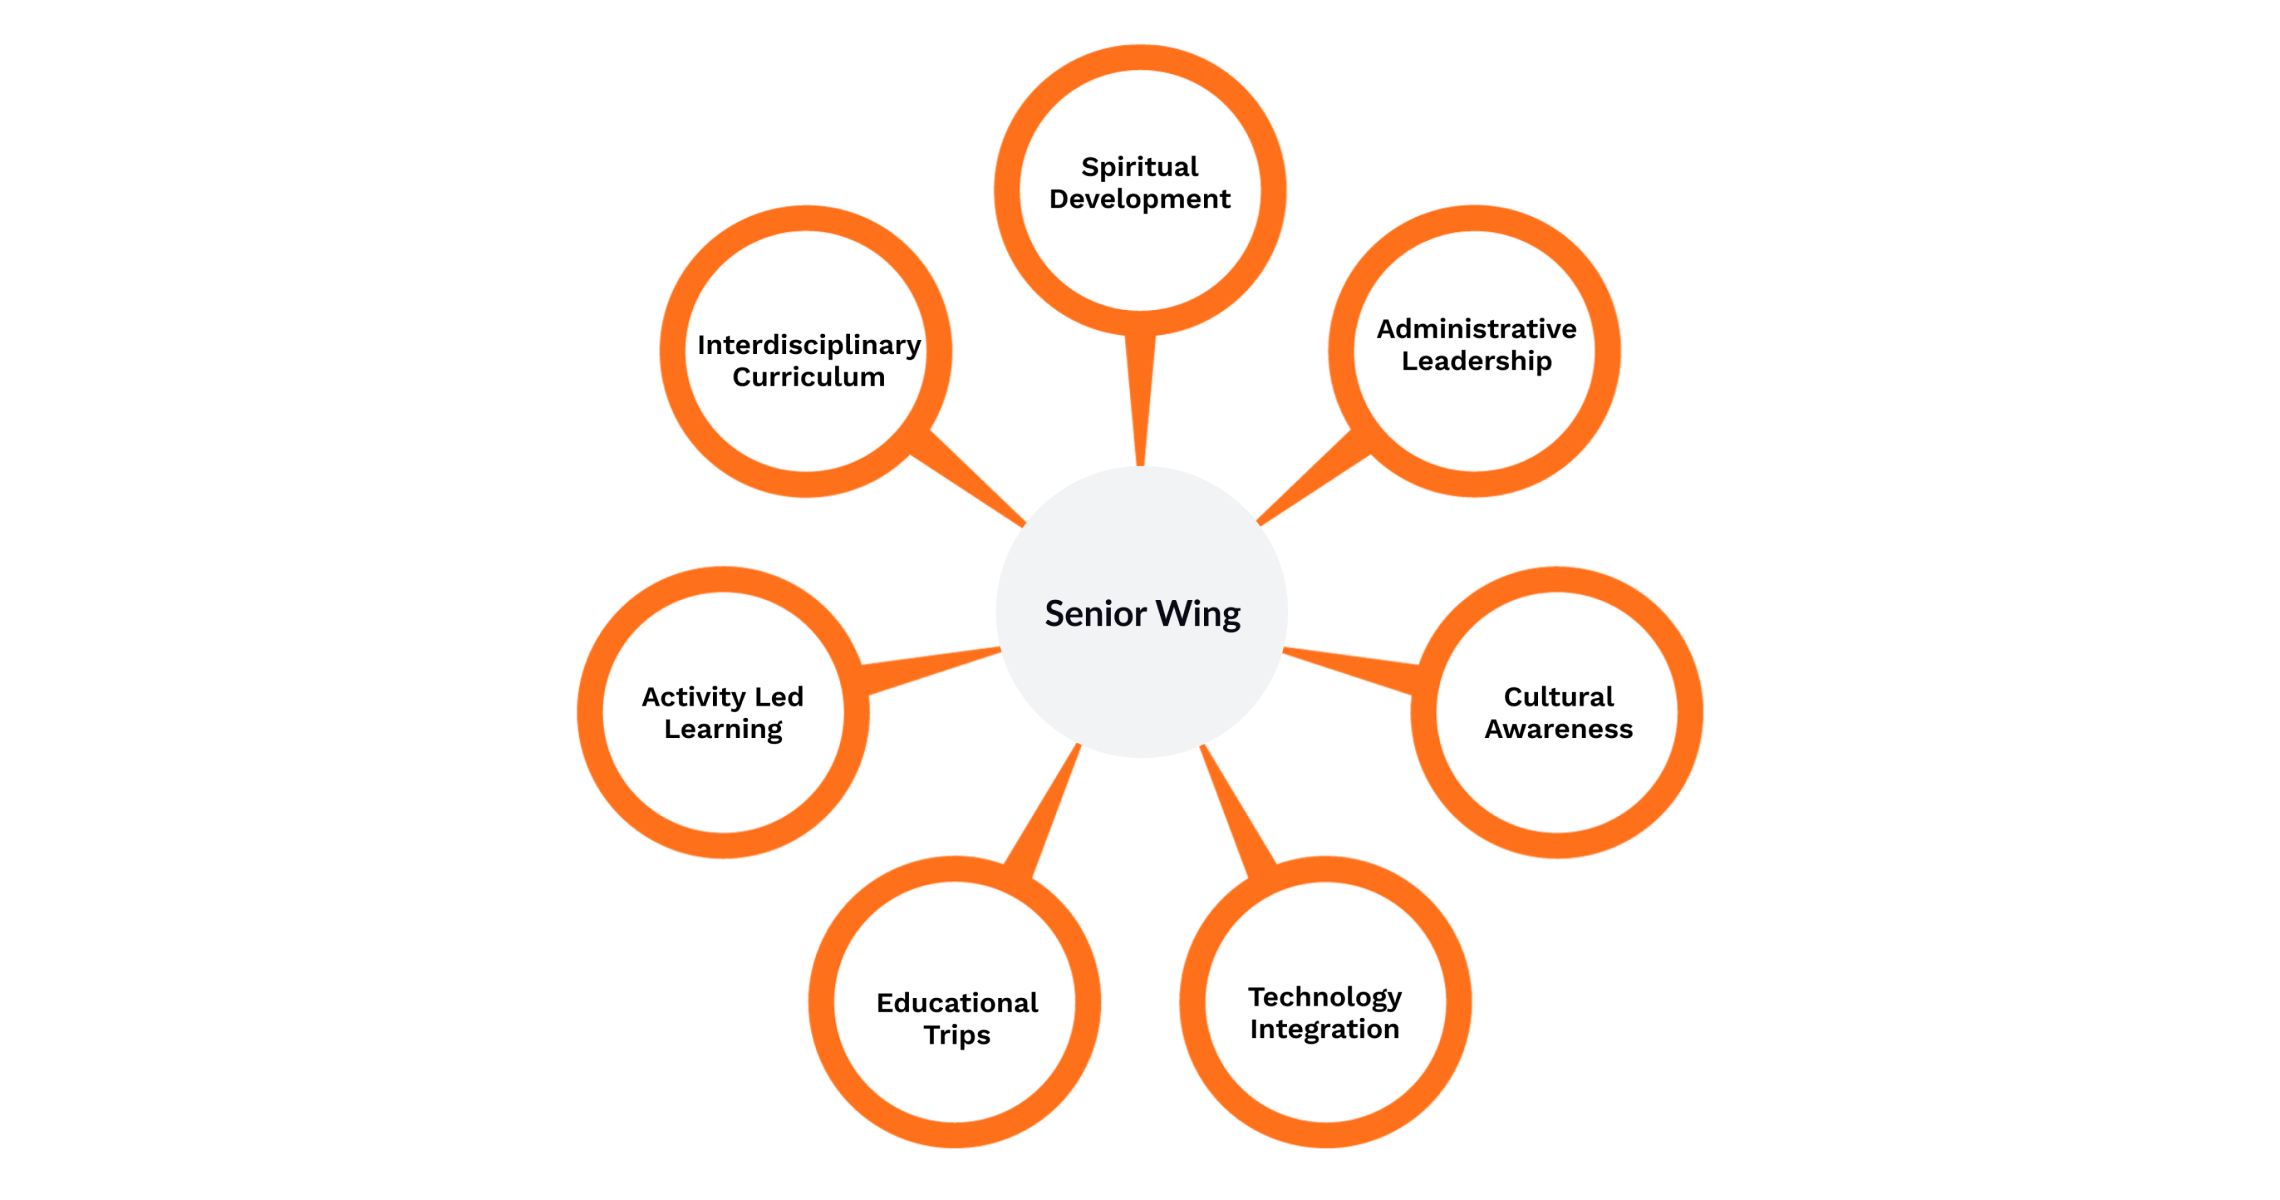 Spiritual
Development
Administrative
Leadership
Interdisciplinary
Curriculum
Senior Wing
Activity Led
Learning
Cultural
Awareness
Educational
Trips
Technology
Integration